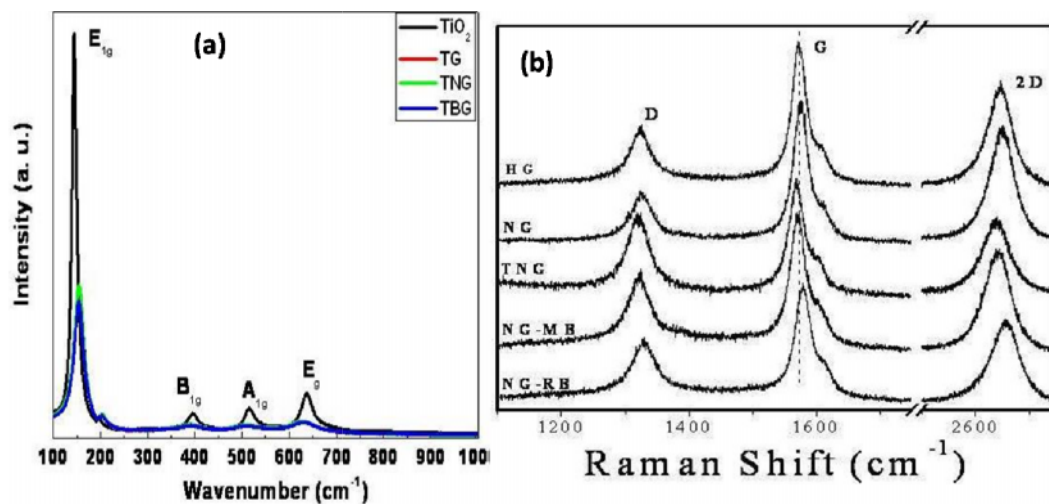 (a)
E1g
TiO2
TG
TNG
TBG
B1g
A1g
Eg
Intensity (a. u.)
100 200 300 400 500 600 700 800 900 1000
Wavenumber (cm-1)
(b)
G
D
2D
HG
NG
TNG
NG-MB
NG-RB
1200 1400 1600 2600
Raman Shift (cm-1)